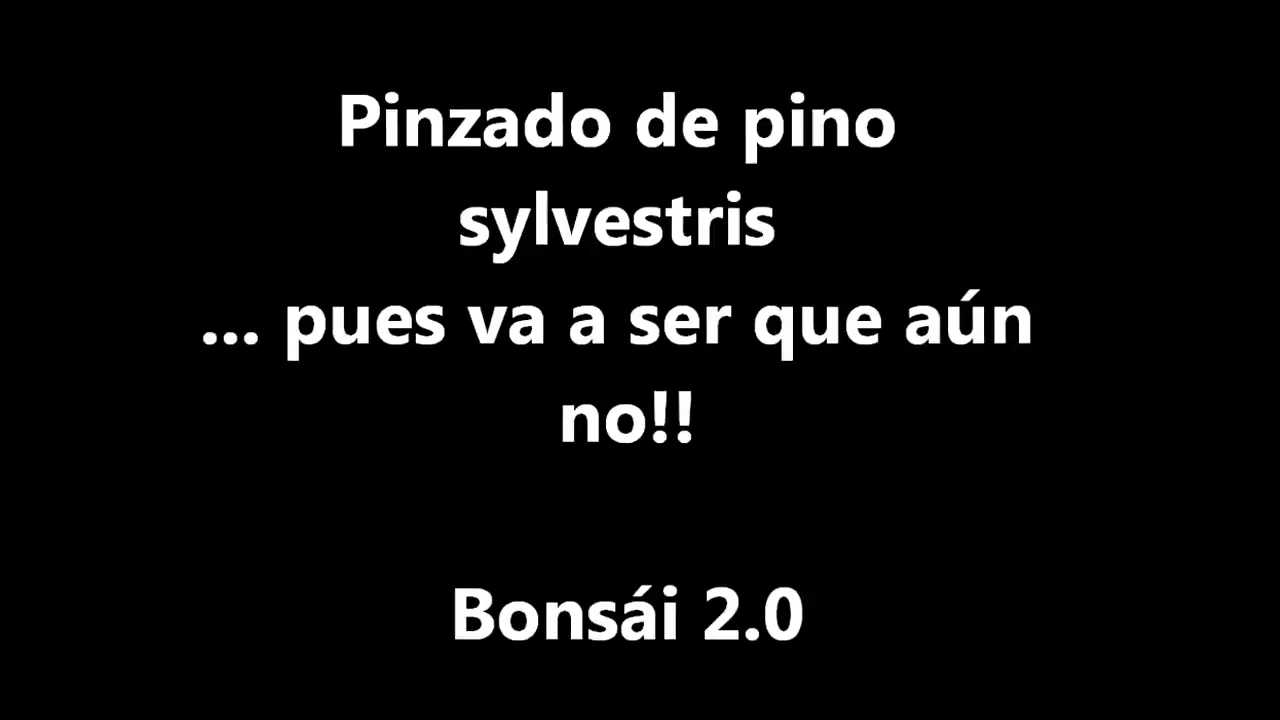 Pinzado de pino
sylvestris
... pues va a ser que aún
no!!
Bonsái 2.0